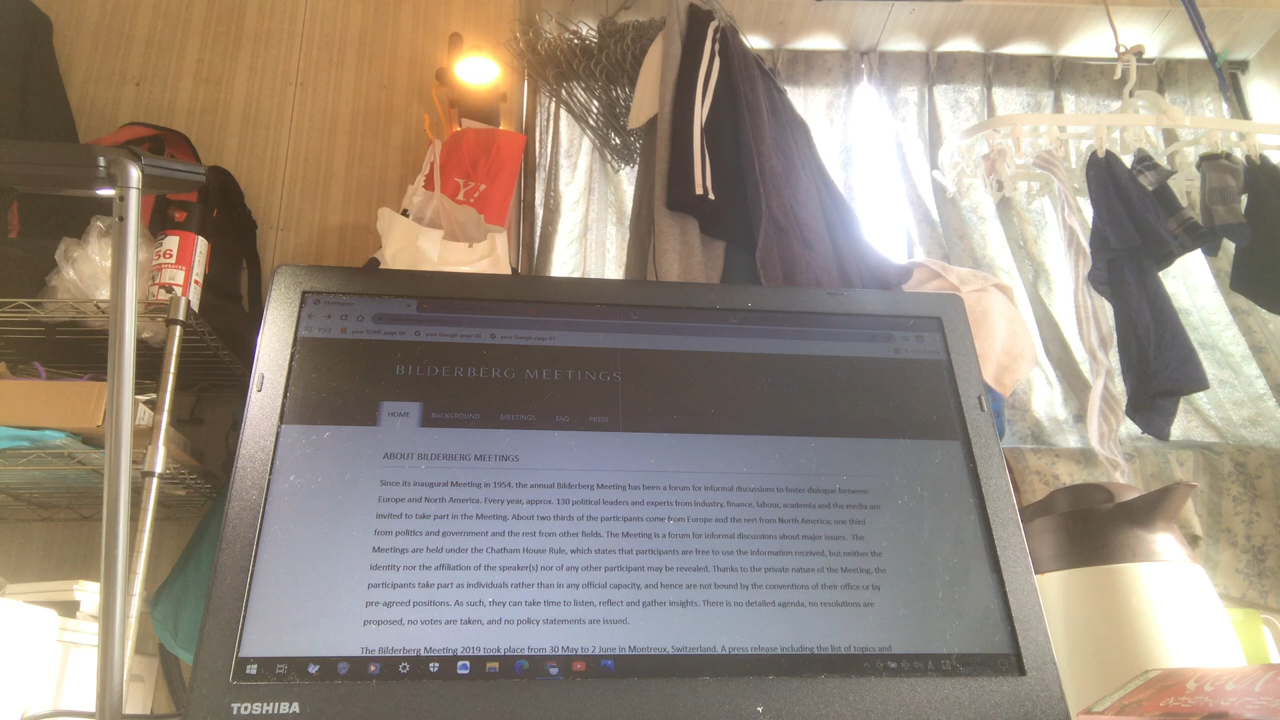 Y!
56
BILDERBERG MEETINGS
HOME BACKGROUND MEETINGS FAQ PRESS
ABOUT BILDERBERG MEETINGS
Since its inaugural Meeting in 1954, the annual Bilderberg Meeting has been a forum for informal discussions to foster dialogue between
Europe and North America. Every year, approx. 130 political leaders and experts from industry, finance, labour, academia and the media are
invited to take part in the Meeting. About two thirds of the participants come from Europe and the rest from North America; one third
from politics and government and the rest from other fields. The Meeting is a forum for informal discussions about major issues. The
Meetings are held under the Chatham House Rule, which states that participants are free to use the information received, but neither the
identity nor the affiliation of the speaker(s) nor of any other participant may be revealed. Thanks to the private nature of the Meeting, the
participants take part as individuals rather than in any official capacity, and hence are not bound by the conventions of their office or by
pre-agreed positions. As such, they can take time to listen, reflect and gather insights. There is no detailed agenda, no resolutions are
proposed, no votes are taken, and no policy statements are issued.
The Bilderberg Meeting 2019 took place from 30 May to 2 June in Montreux, Switzerland. A press release including the list of topics and
TOSHIBA